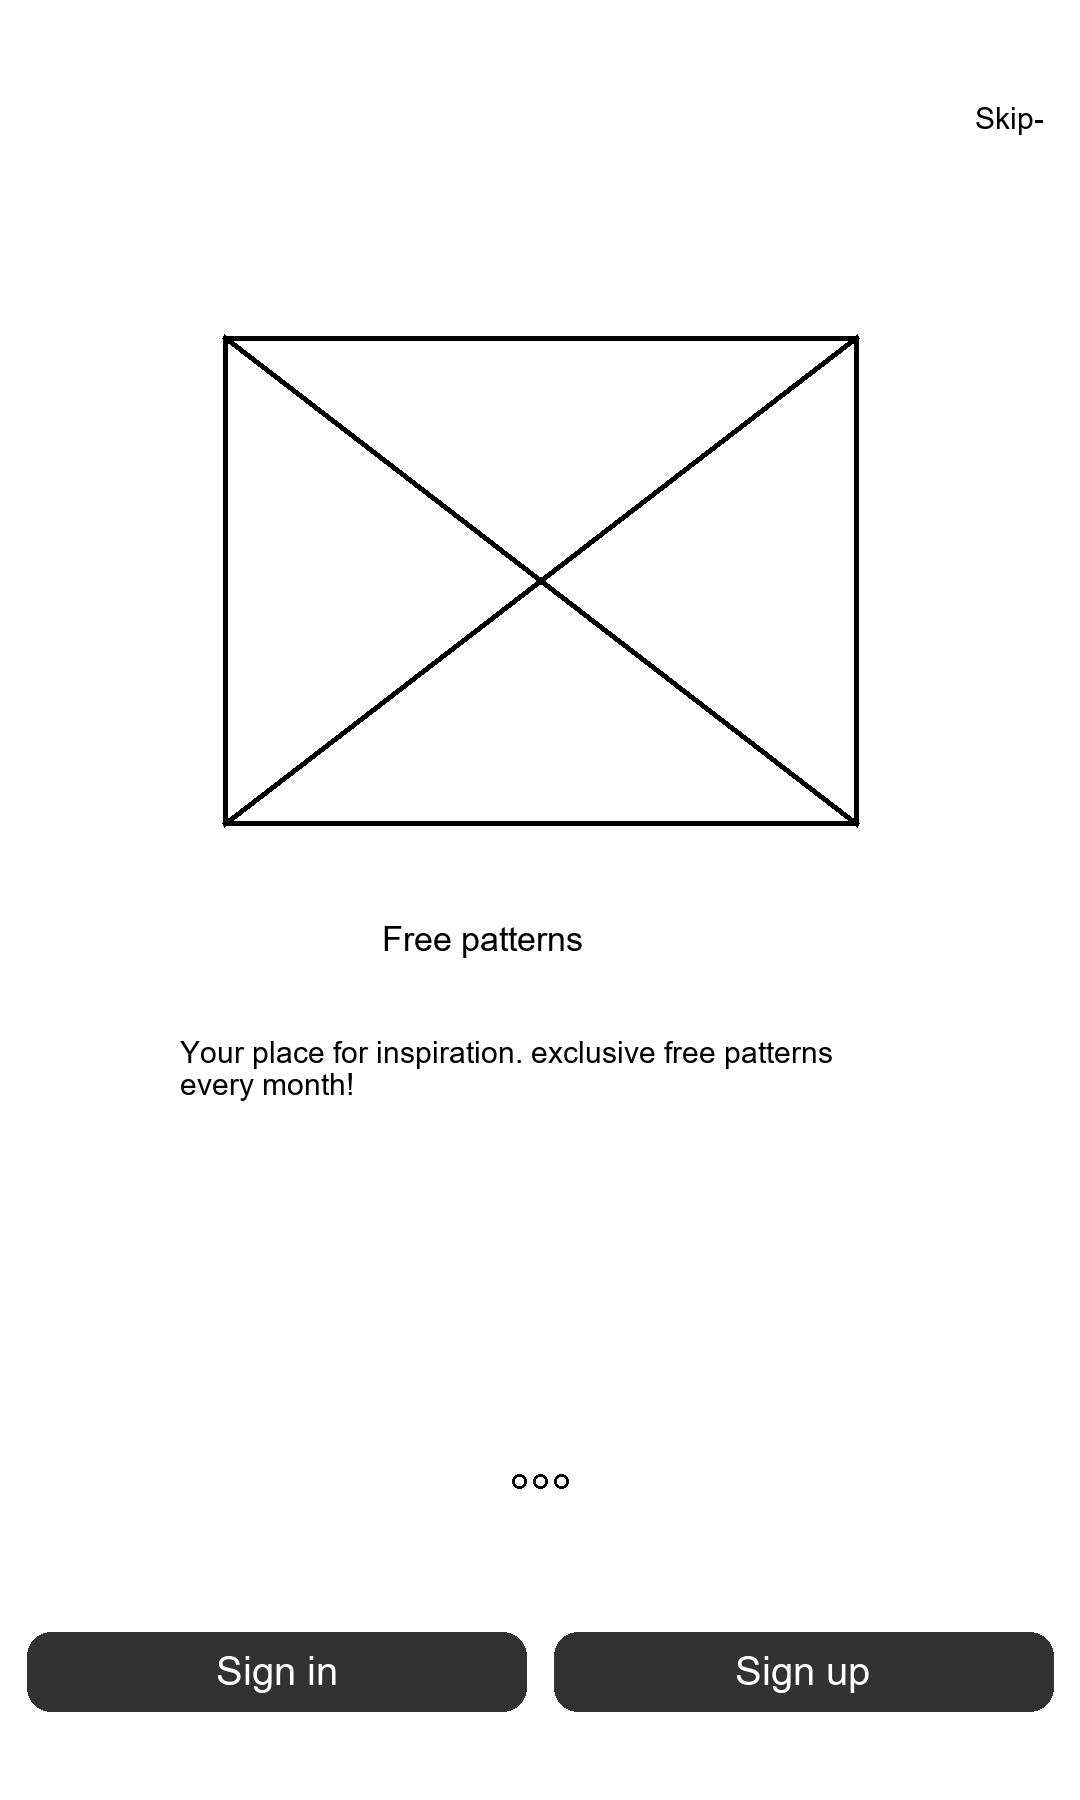 Skip-
Free patterns
Your place for inspiration. exclusive free patterns
every month!
Sign in
Sign up